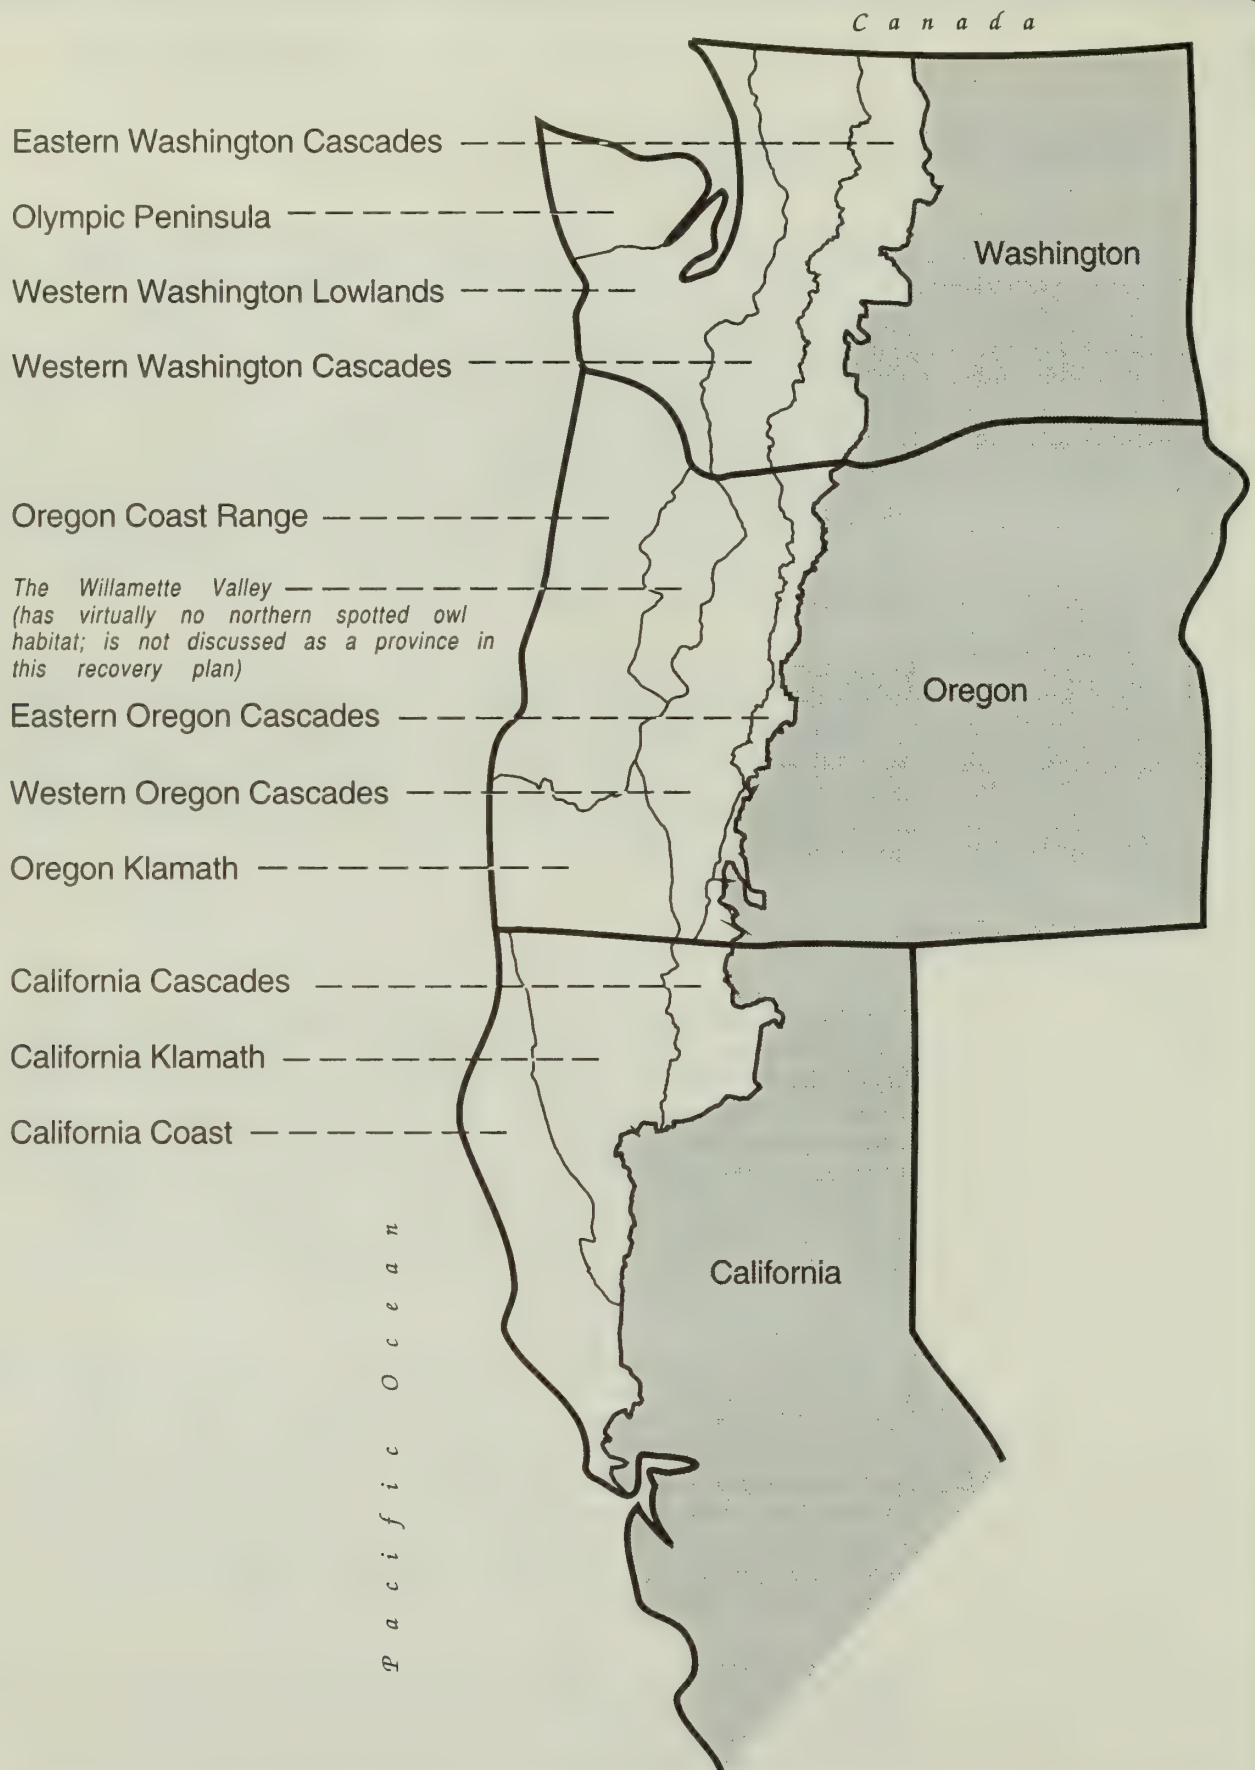 Canada
Eastern Washington Cascades
Olympic Peninsula
Washington
Western Washington Lowlands
Western Washington Cascades
Oregon Coast Range
The Willamette Valley
(has virtually no northern spotted owl
habitat; is not discussed as a province in
this recovery plan)
Oregon
Eastern Oregon Cascades
Western Oregon Cascades
Oregon Klamath
California Cascades
California Klamath
California Coast
California
Pacific Ocean